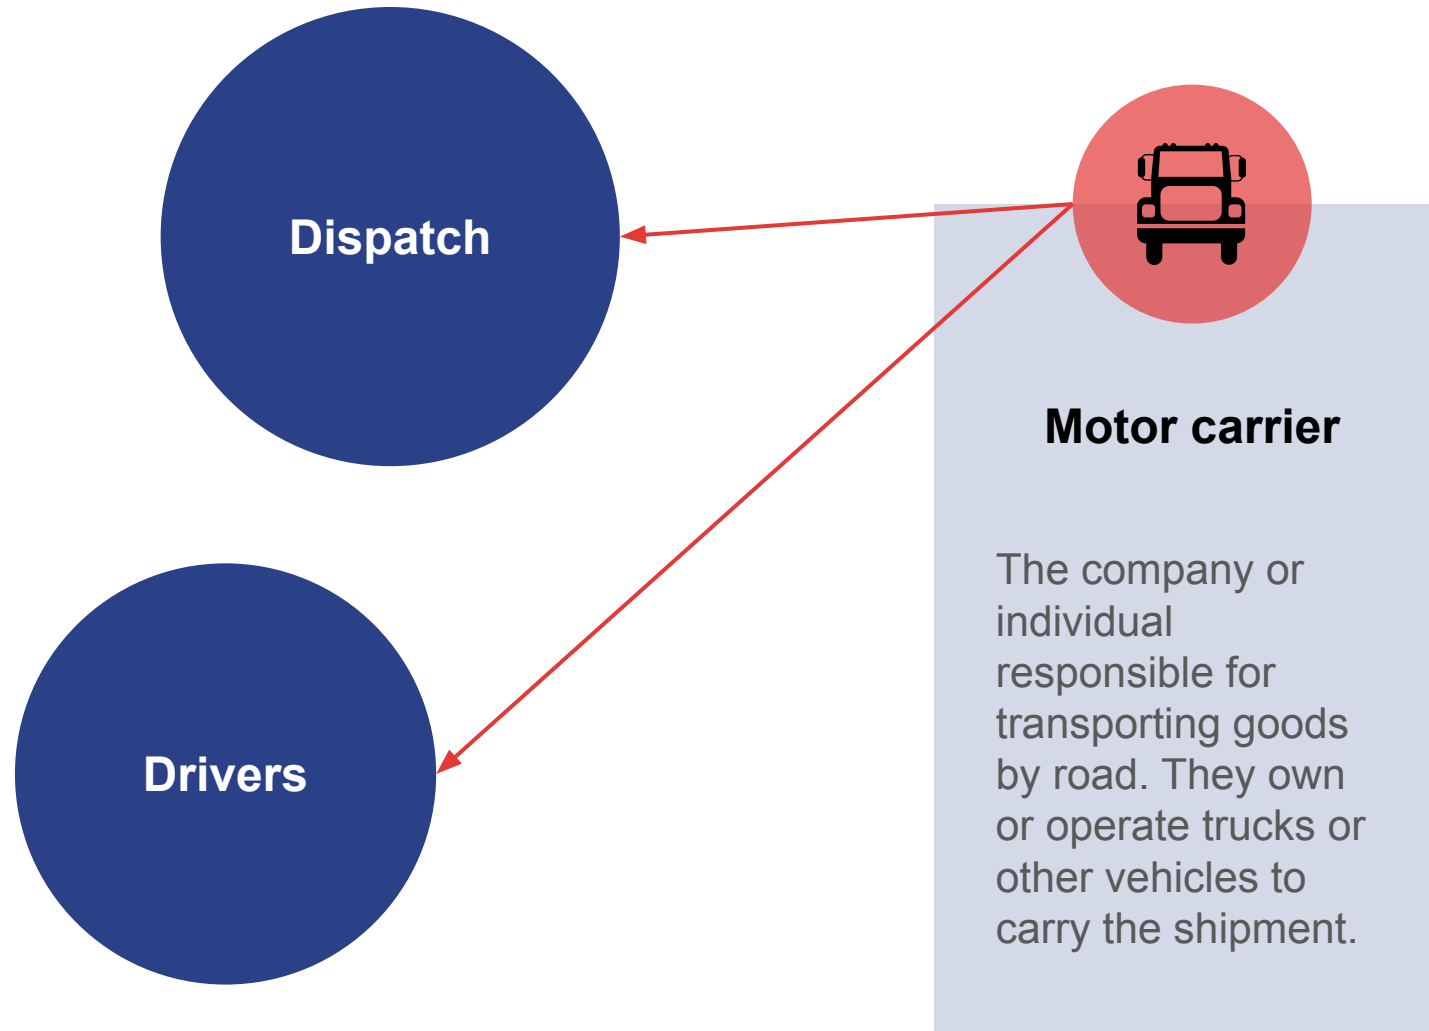 Dispatch
Drivers
Motor carrier
The company or
individual
responsible for
transporting goods
by road. They own
or operate trucks or
other vehicles to
carry the shipment.